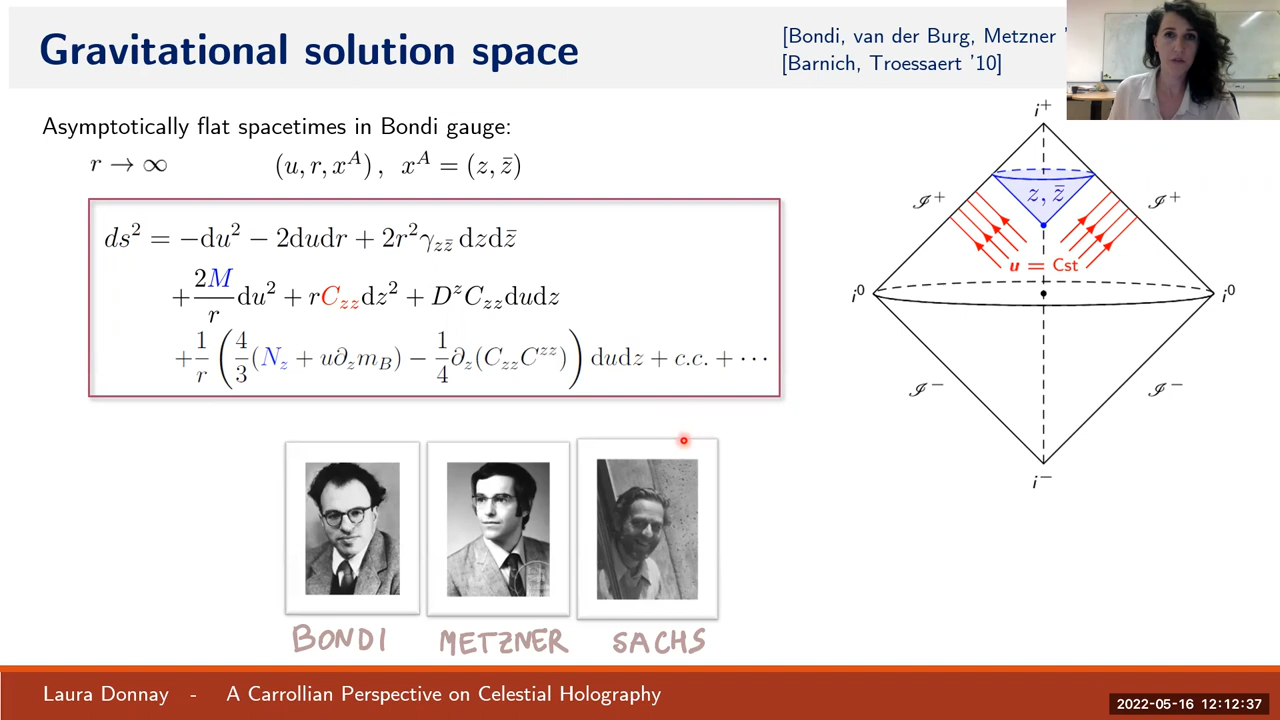 Gravitational solution space
[Bondi, van der Burg, Metzner '
[Barnich, Troessaert '10]
Asymptotically flat spacetimes in Bondi gauge:
r → ∞ (u, r, x^A), x^A = (z, z̄)
ds² = −du² − 2dudr + 2r²γ_{zz̄} dzdz̄
+ 2M/r du² + rC_{zz}dz² + D^zC_{zz}dudz
+ 1/r (4/3(N_z + u∂_z m_B) − 1/4 ∂_z(C_{zz}C^{zz})) dudz + c.c. + ⋯
i⁺
𝓘⁺ z, z̄ 𝓘⁺
u = Cst
i⁰ i⁰
𝓘⁻ 𝓘⁻
i⁻
BONDI METZNER SACHS
Laura Donnay - A Carrollian Perspective on Celestial Holography
2022-05-16 12:12:37